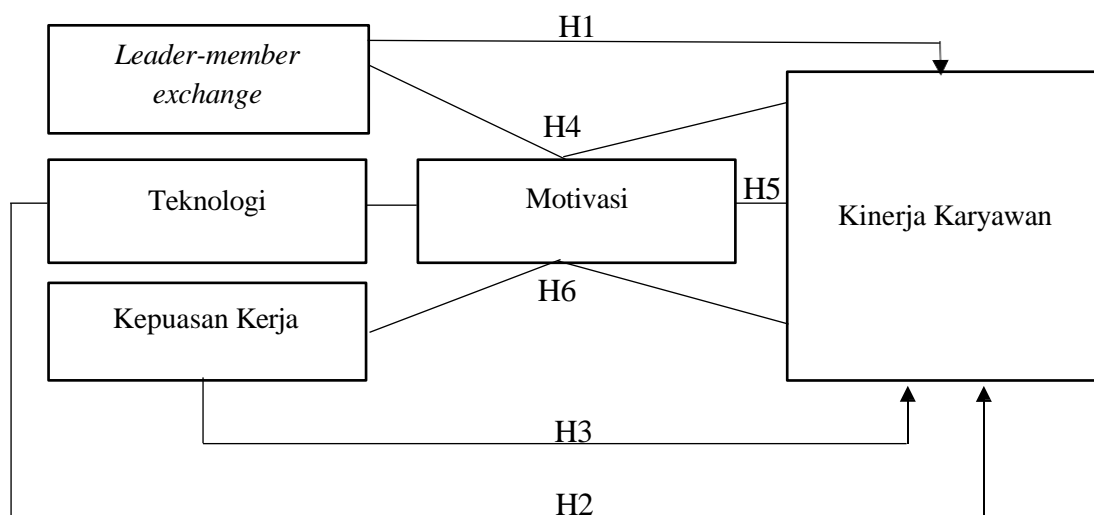 H1
Leader-member
exchange
H4
Teknologi
Motivasi
H5
Kinerja Karyawan
Kepuasan Kerja
H6
H3
H2